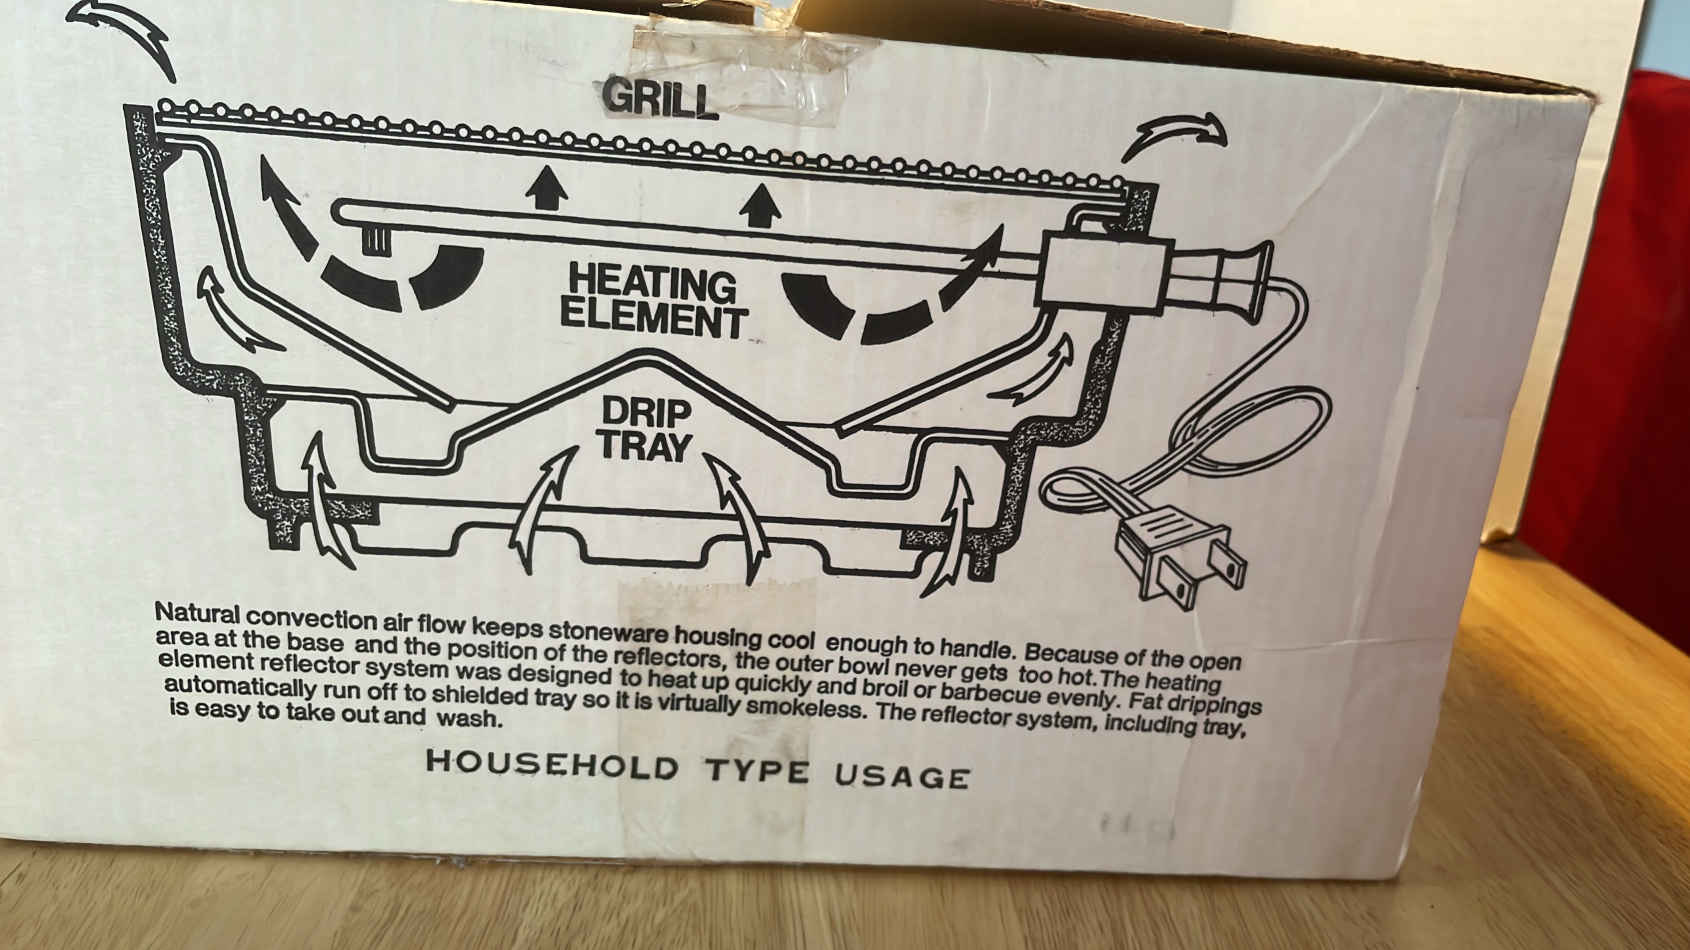 GRILL
HEATING
ELEMENT
DRIP
TRAY
Natural convection air flow keeps stoneware housing cool enough to handle. Because of the open
area at the base and the position of the reflectors, the outer bowl never gets too hot. The heating
element reflector system was designed to heat up quickly and broil or barbecue evenly. Fat drippings
automatically run off to shielded tray so it is virtually smokeless. The reflector system, including tray,
is easy to take out and wash.
HOUSEHOLD TYPE USAGE